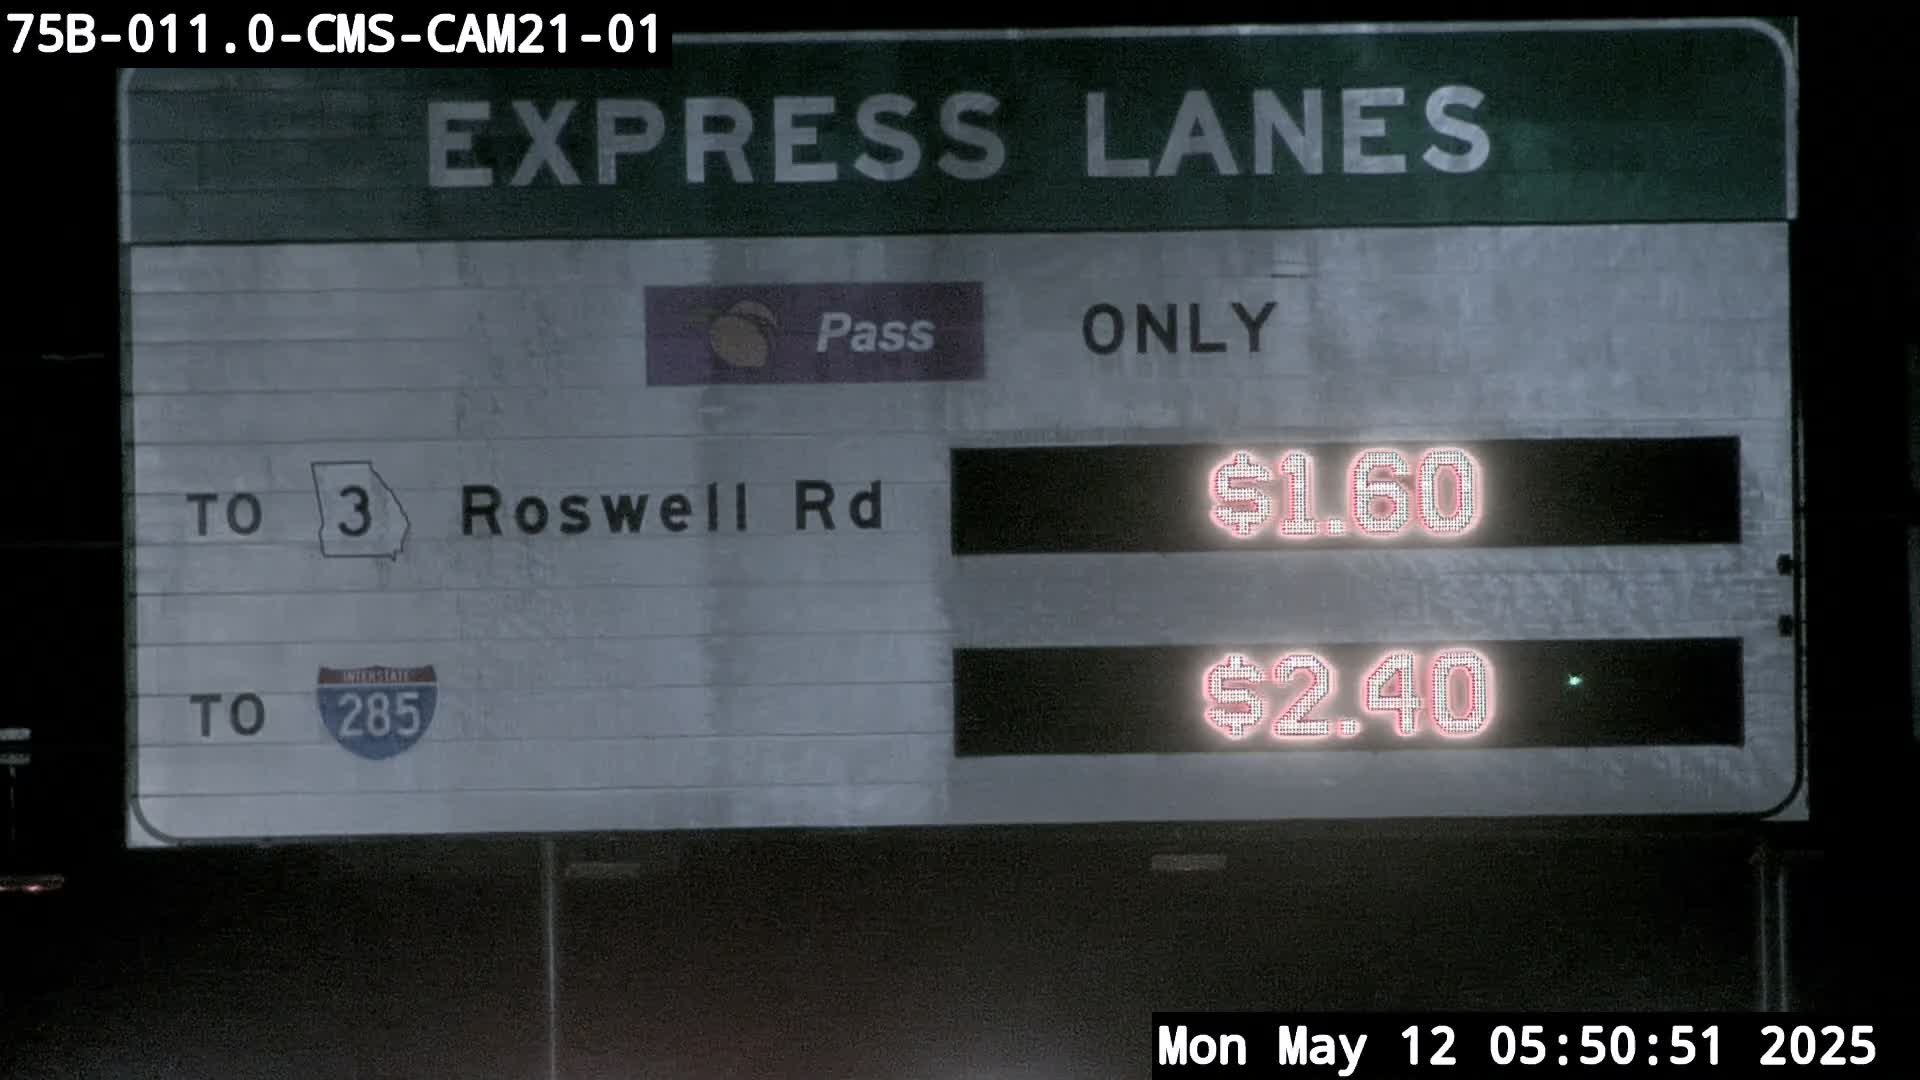 75B-011.0-CMS-CAM21-01
EXPRESS LANES
Pass ONLY
TO 3 Roswell Rd $1.60
INTERSTATE
TO 285 $2.40
Mon May 12 05:50:51 2025